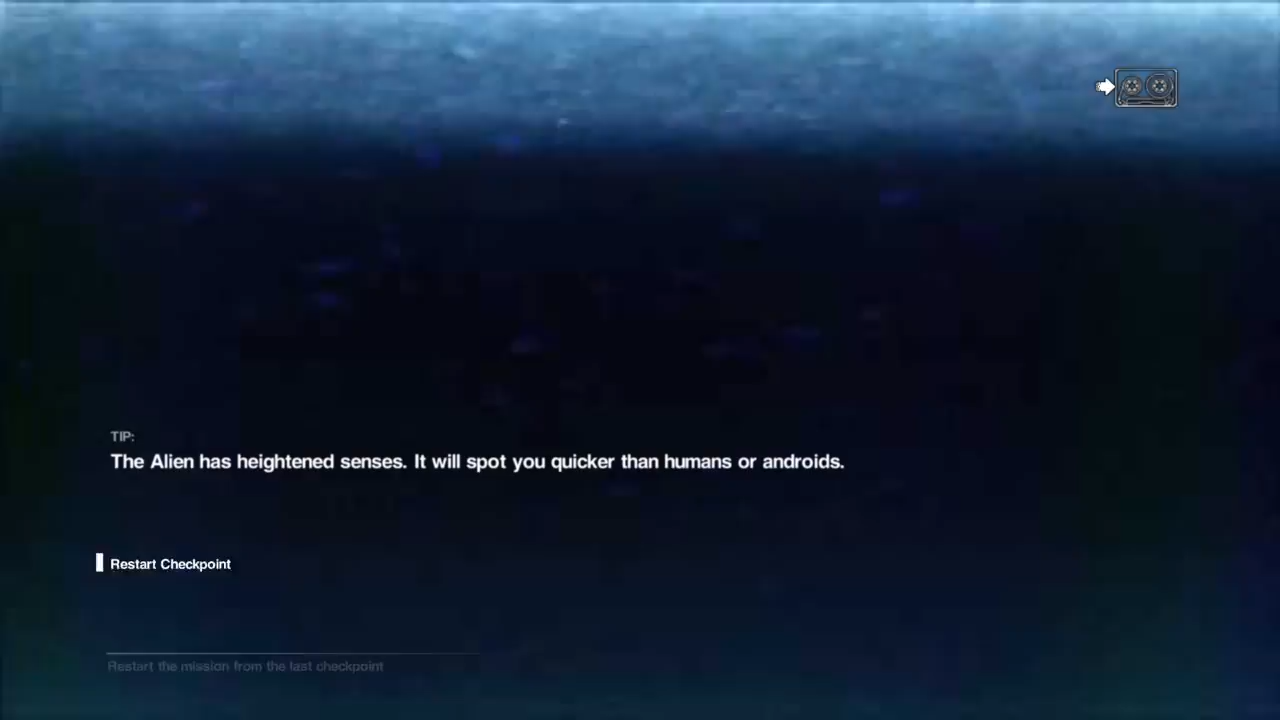 TIP:
The Alien has heightened senses. It will spot you quicker than humans or androids.
Restart Checkpoint
Restart the mission from the last checkpoint